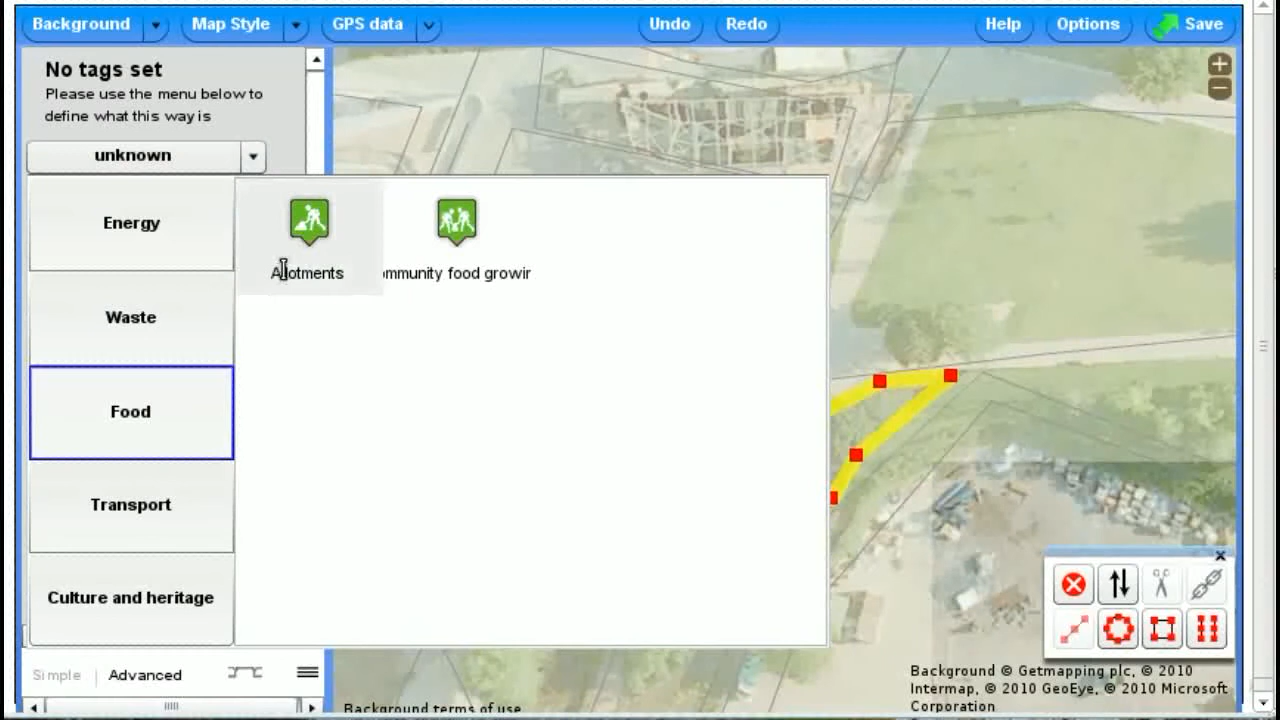 Background
Map Style
GPS data
Undo
Redo
Help
Options
Save
No tags set
Please use the menu below to
define what this way is
unknown
Energy
Waste
Food
Transport
Culture and heritage
Allotments
ommunity food growir
Simple
Advanced
Background © Getmapping plc, © 2010
Intermap, © 2010 GeoEye, © 2010 Microsoft
Corporation
Background terms of use